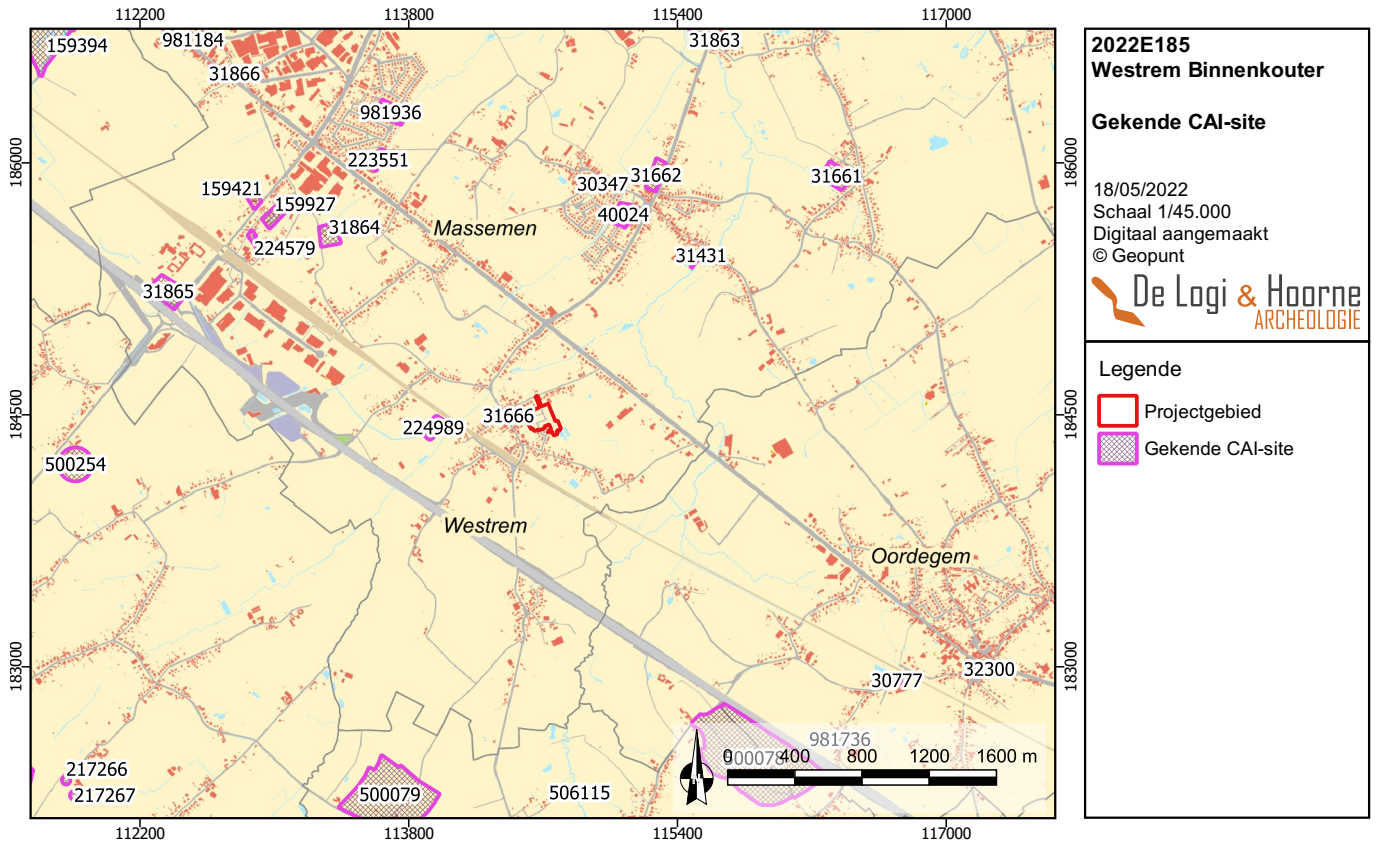 112200
113800
115400
117000
159394
981184
31866
31863
981936
223551
186000
186000
159421
159927
31864
224579
Massemen
30347
31662
40024
31661
31431
31865
184500
184500
31666
224989
500254
Westrem
Oordegem
183000
183000
30777
32300
981736
0 400 800 1200 1600 m
217266
217267
500079
506115
112200
113800
115400
117000
2022E185
Westrem Binnenkouter
Gekende CAI-site
18/05/2022
Schaal 1/45.000
Digitaal aangemaakt
© Geopunt
De Logi & Hoorne
ARCHEOLOGIE
Legende
Projectgebied
Gekende CAI-site